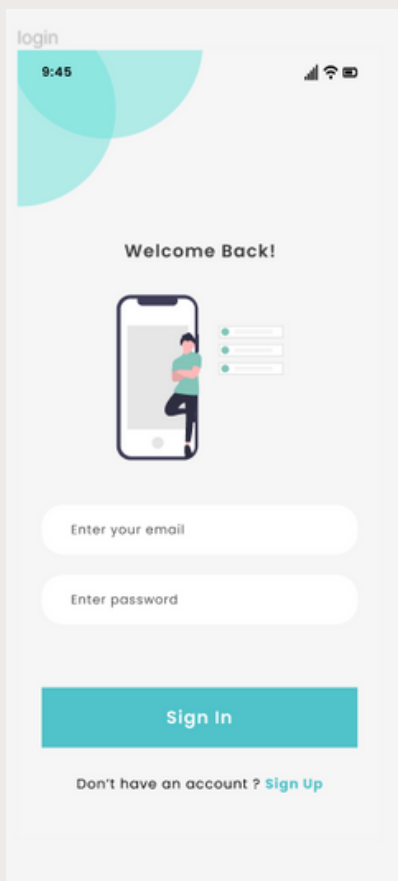 login
9:45
Welcome Back!
Enter your email
Enter password
Sign In
Don't have an account ? Sign Up